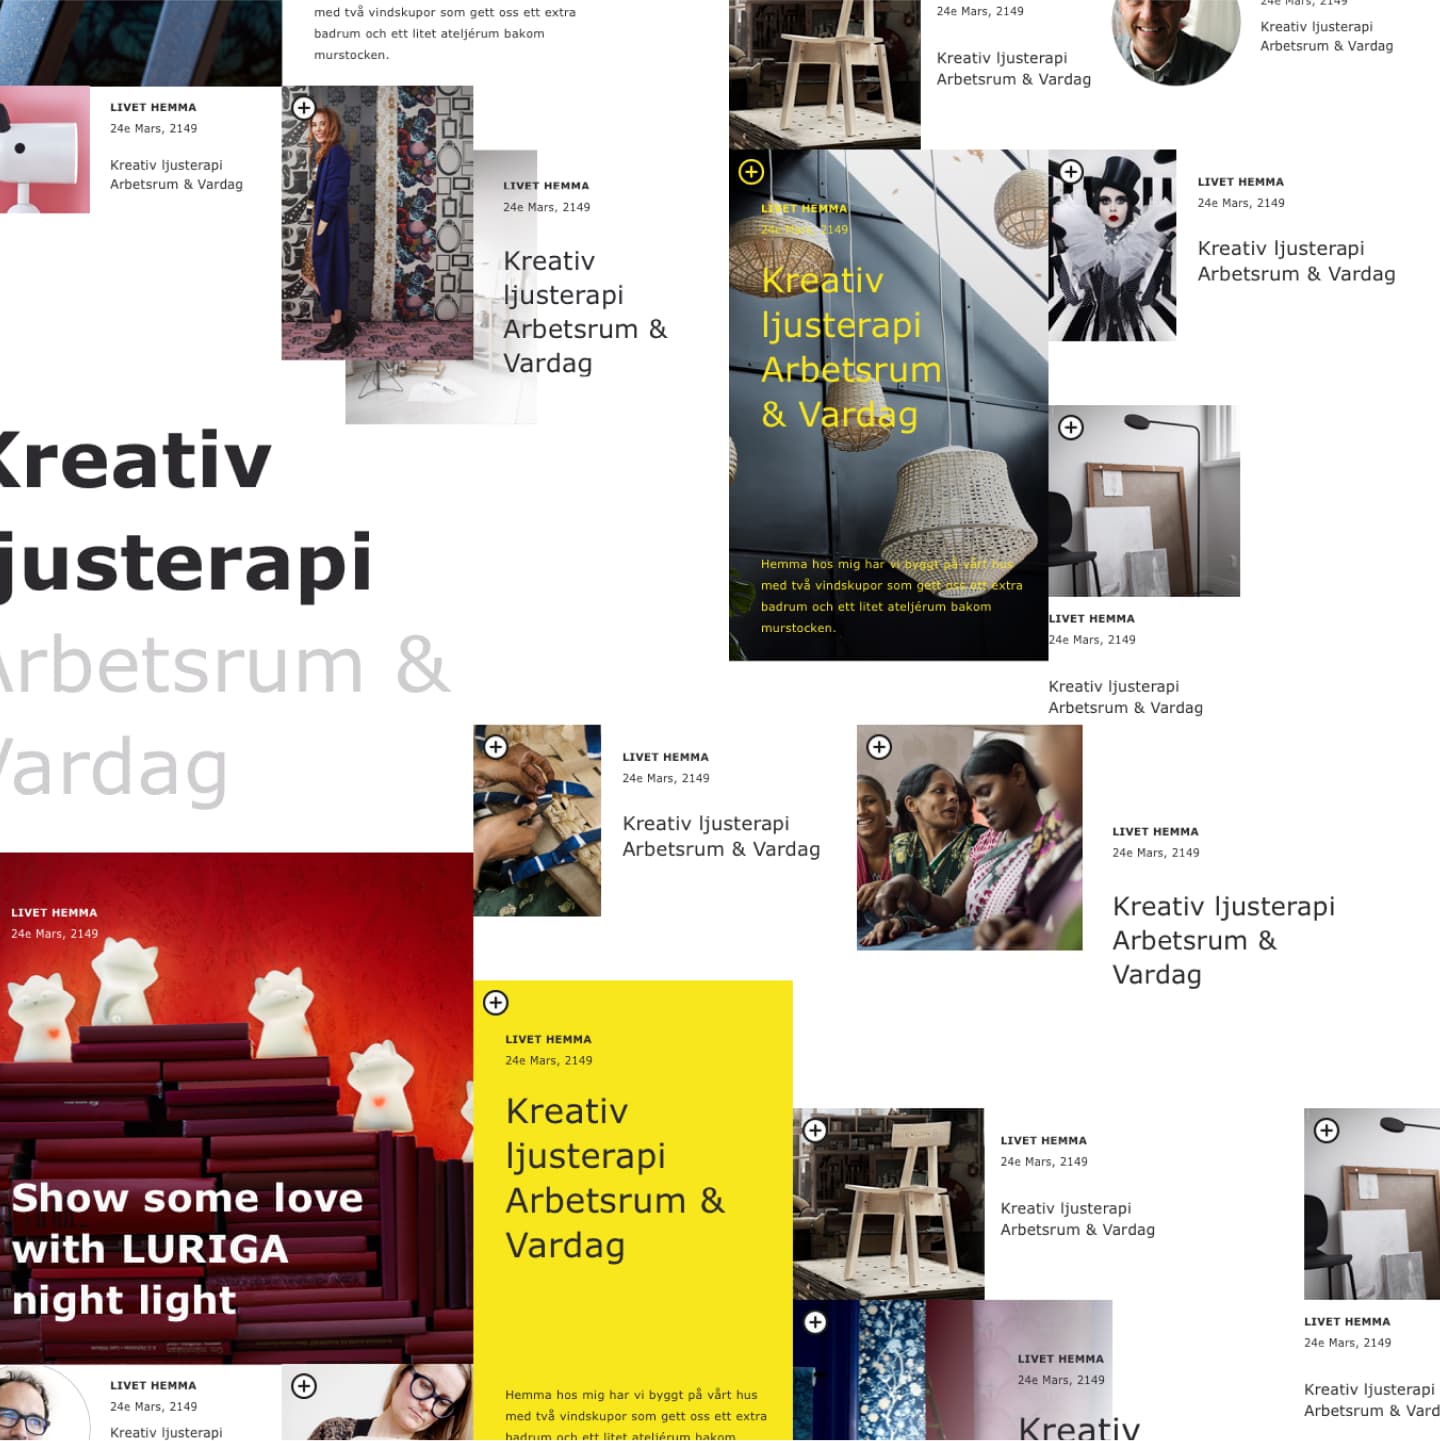 med två vindskupor som gett oss ett extra
badrum och ett litet ateljérum bakom
murstocken.
24e Mars, 2149
Kreativ ljusterapi
Arbetsrum & Vardag
24e Mars, 2149
Kreativ ljusterapi
Arbetsrum & Vardag
LIVET HEMMA
24e Mars, 2149
Kreativ ljusterapi
Arbetsrum & Vardag
LIVET HEMMA
24e Mars, 2149
Kreativ
ljusterapi
Arbetsrum &
Vardag
LIVET HEMMA
24e Mars, 2149
Kreativ
ljusterapi
Arbetsrum
& Vardag
Hemma hos mig har vi byggt på vårt hus
med två vindskupor som gett oss ett extra
badrum och ett litet ateljérum bakom
murstocken.
LIVET HEMMA
24e Mars, 2149
Kreativ ljusterapi
Arbetsrum & Vardag
LIVET HEMMA
24e Mars, 2149
Kreativ ljusterapi
Arbetsrum & Vardag
Kreativ
ljusterapi
Arbetsrum &
Vardag
LIVET HEMMA
24e Mars, 2149
Kreativ ljusterapi
Arbetsrum & Vardag
LIVET HEMMA
24e Mars, 2149
Kreativ ljusterapi
Arbetsrum &
Vardag
LIVET HEMMA
24e Mars, 2149
Show some love
with LURIGA
night light
LIVET HEMMA
24e Mars, 2149
Kreativ
ljusterapi
Arbetsrum &
Vardag
Hemma hos mig har vi byggt på vårt hus
med två vindskupor som gett oss ett extra
badrum och ett litet ateljérum bakom
LIVET HEMMA
24e Mars, 2149
Kreativ ljusterapi
Arbetsrum & Vardag
LIVET HEMMA
24e Mars, 2149
Kreativ
LIVET HEMMA
24e Mars, 2149
Kreativ ljusterapi
Arbetsrum & Vard
LIVET HEMMA
24e Mars, 2149
Kreativ ljusterapi